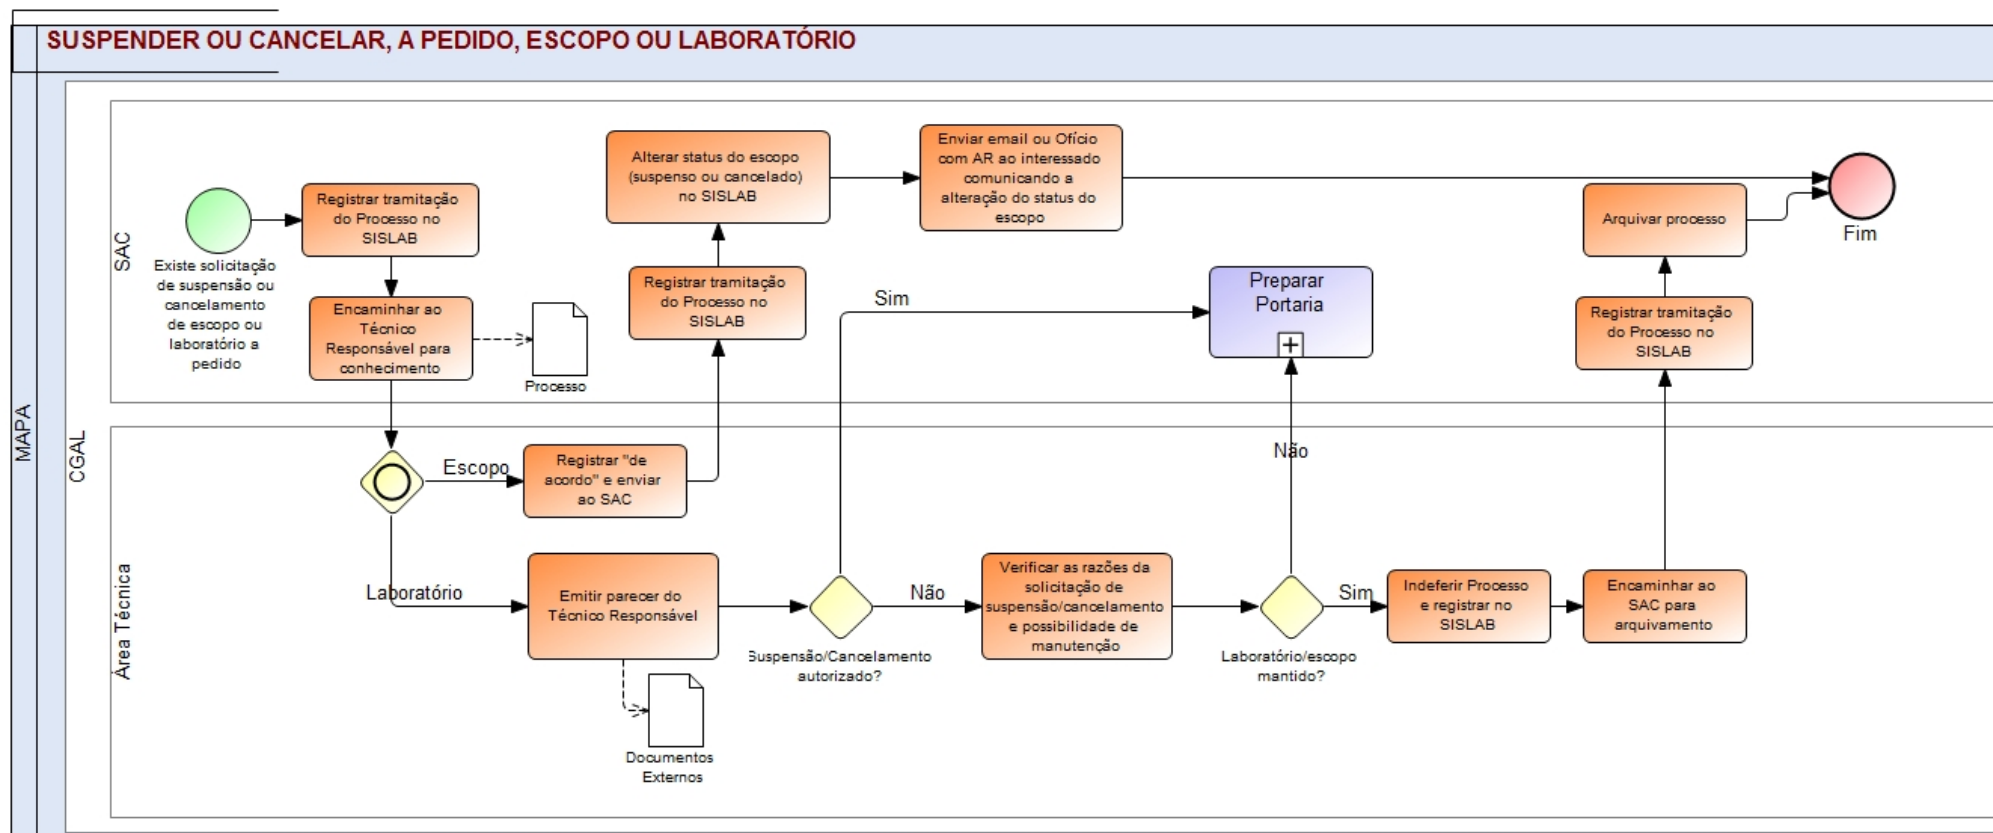 SUSPENDER OU CANCELAR, A PEDIDO, ESCOPO OU LABORATÓRIO
MAPA
CGAL
SAC
Existe solicitação
de suspensão ou
cancelamento
de escopo ou
laboratório a
pedido
Registrar tramitação
do Processo no
SISLAB
Encaminhar ao
Técnico
Responsável para
conhecimento
Processo
Alterar status do escopo
(suspenso ou cancelado)
no SISLAB
Registrar tramitação
do Processo no
SISLAB
Enviar email ou Ofício
com AR ao interessado
comunicando a
alteração do status do
escopo
Sim
Preparar
Portaria
Arquivar processo
Registrar tramitação
do Processo no
SISLAB
Fim
Área Técnica
Escopo
Registrar "de
acordo" e enviar
ao SAC
Laboratório
Emitir parecer do
Técnico Responsável
Documentos
Externos
Suspensão/Cancelamento
autorizado?
Não
Verificar as razões da
solicitação de
suspensão/cancelamento
e possibilidade de
manutenção
Não
Laboratório/escopo
mantido?
Sim
Indeferir Processo
e registrar no
SISLAB
Encaminhar ao
SAC para
arquivamento